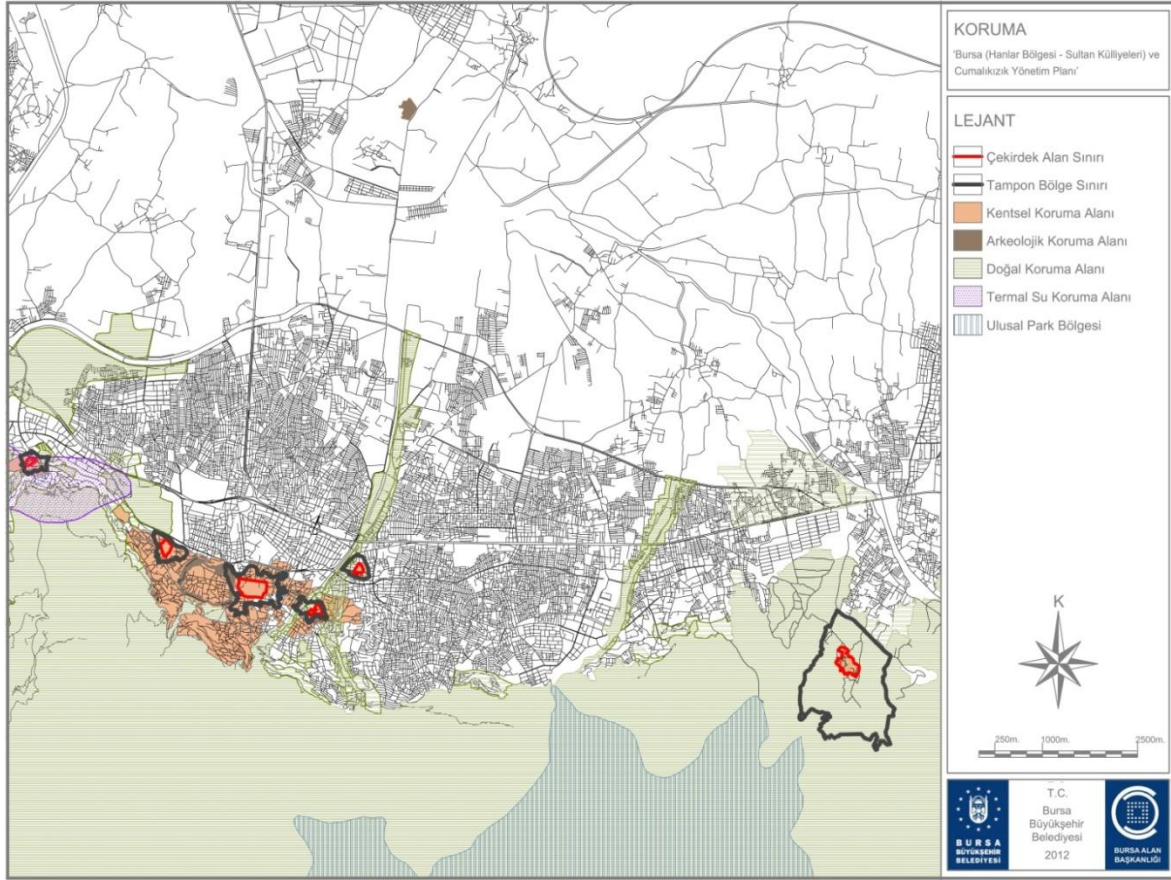 KORUMA
'Bursa (Hanlar Bölgesi - Sultan Külliyeleri) ve
Cumalıkızık Yönetim Planı'
LEJANT
Çekirdek Alan Sınırı
Tampon Bölge Sınırı
Kentsel Koruma Alanı
Arkeolojik Koruma Alanı
Doğal Koruma Alanı
Termal Su Koruma Alanı
Ulusal Park Bölgesi
K
250m. 1000m. 2500m.
BURSA
BÜYÜKŞEHİR
BELEDİYESİ
T.C.
Bursa
Büyükşehir
Belediyesi
2012
BURSA ALAN
BAŞKANLIĞI